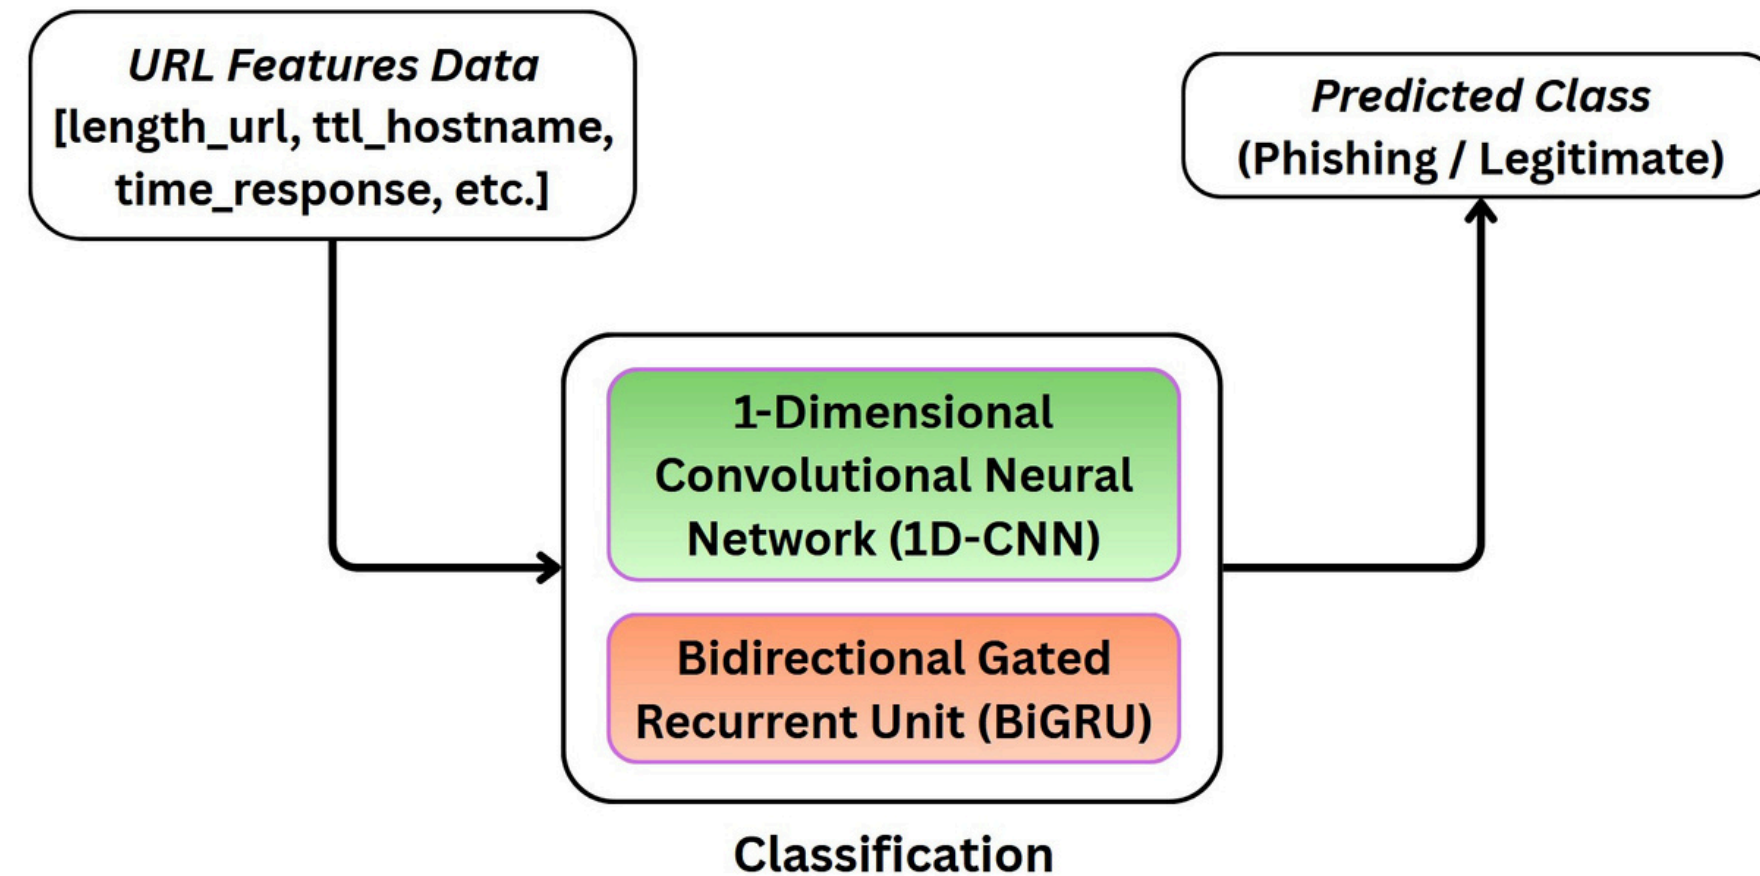 URL Features Data
[length_url, ttl_hostname,
time_response, etc.]
Predicted Class
(Phishing / Legitimate)
1-Dimensional
Convolutional Neural
Network (1D-CNN)
Bidirectional Gated
Recurrent Unit (BiGRU)
Classification